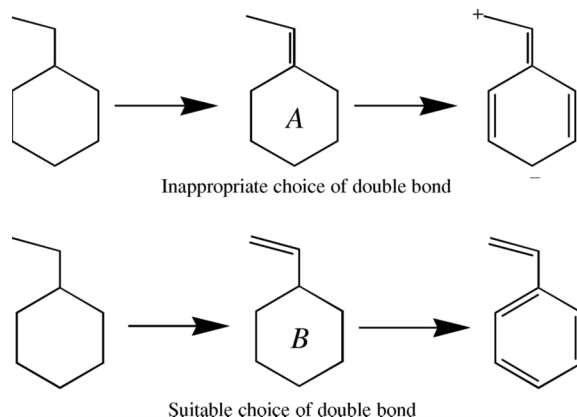 +
A
−
Inappropriate choice of double bond
B
Suitable choice of double bond